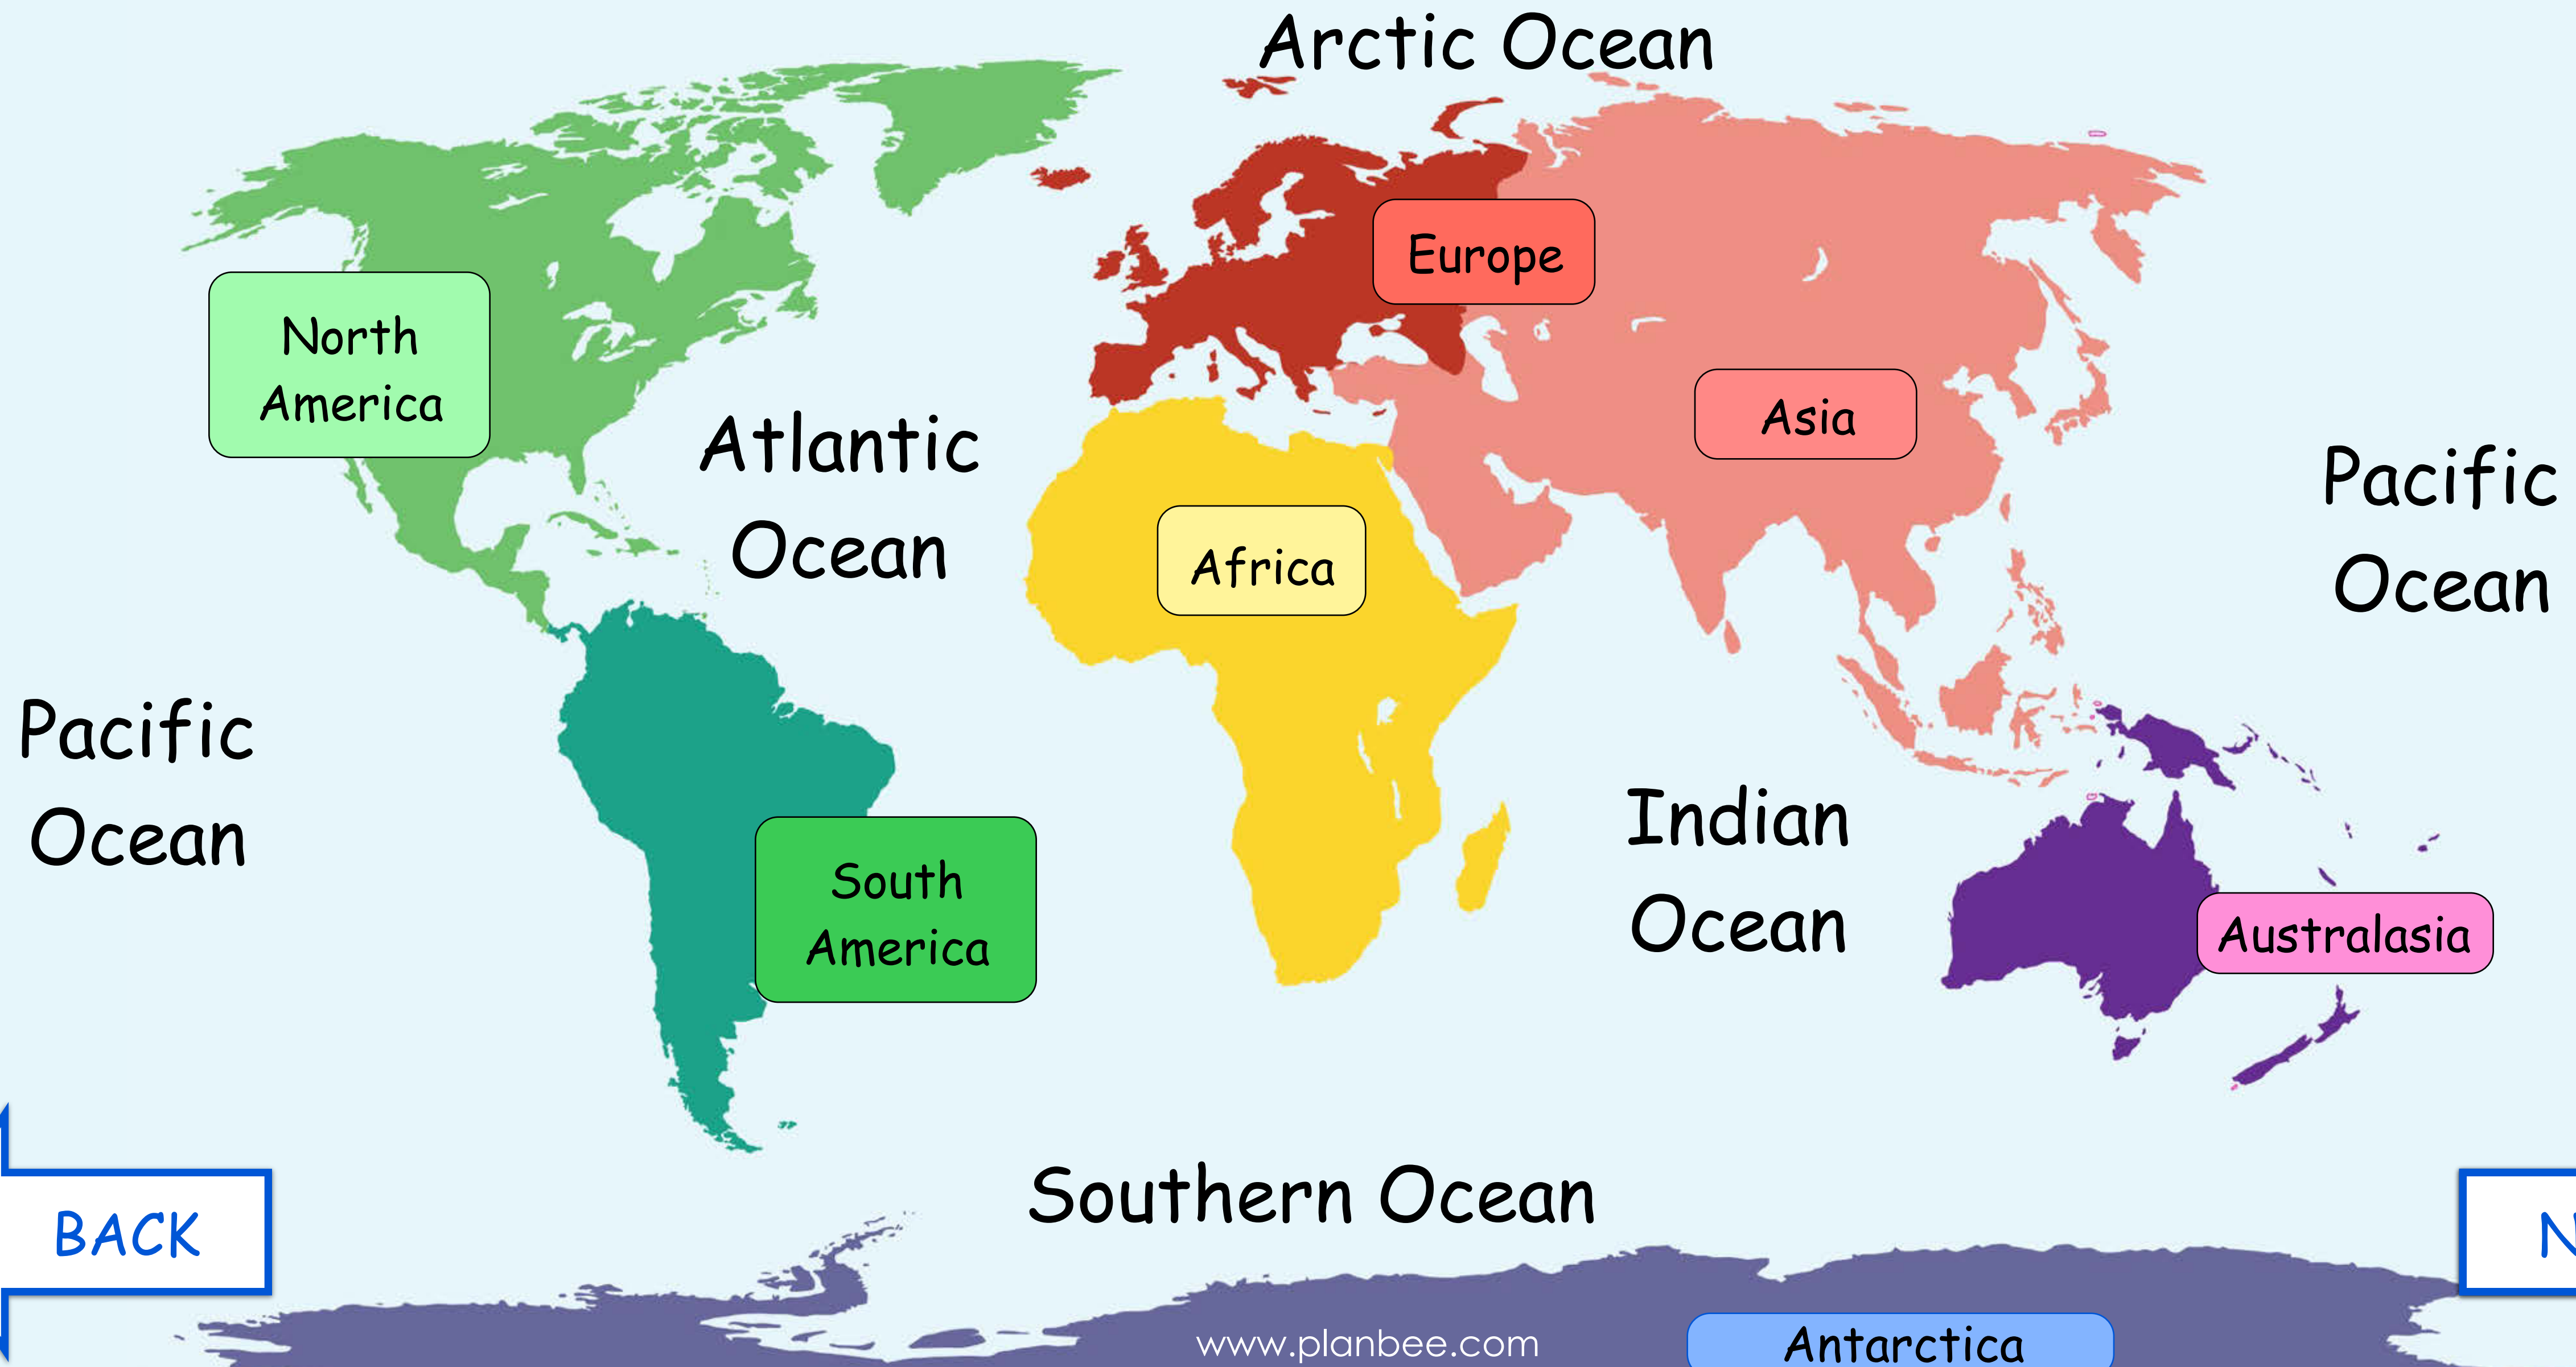 Arctic Ocean
Europe
North
America
Asia
Atlantic
Ocean
Pacific
Ocean
Africa
Pacific
Ocean
Indian
Ocean
South
America
Australasia
Southern Ocean
BACK
N
www.planbee.com
Antarctica